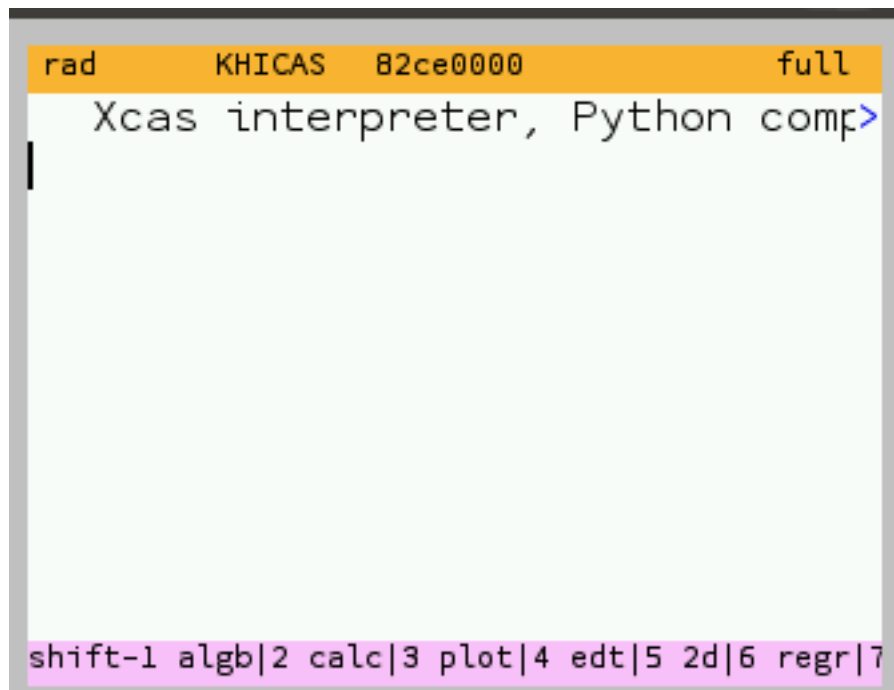 rad KHICAS 82ce0000 full
Xcas interpreter, Python comp>
shift-1 algb|2 calc|3 plot|4 edt|5 2d|6 regr|7